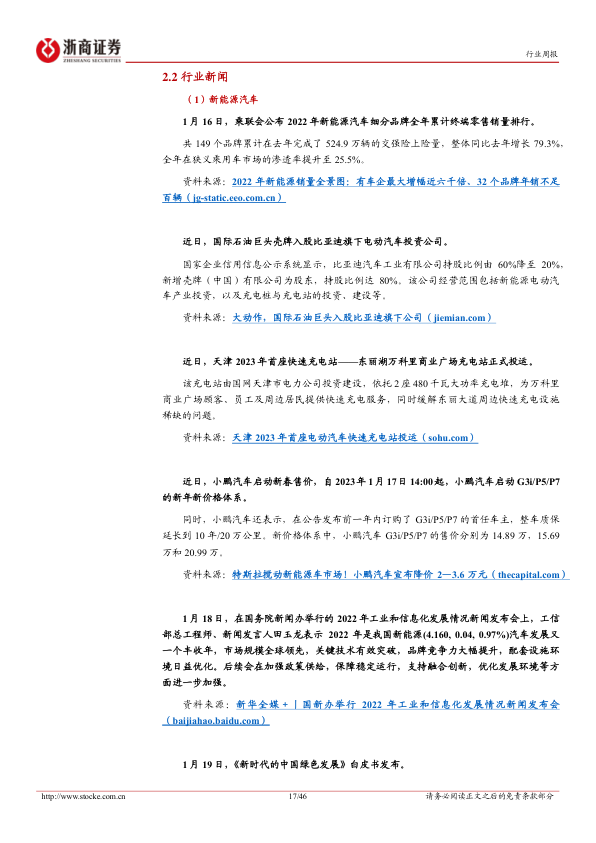 浙商证券
ZHESHANG SECURITIES
行业周报
2.2 行业新闻
（1）新能源汽车
1 月 16 日，乘联会公布 2022 年新能源汽车细分品牌全年累计终端零售销量排行。
共 149 个品牌累计在去年完成了 524.9 万辆的交强险上险量，整体同比去年增长 79.3%，
全年在狭义乘用车市场的渗透率提升至 25.5%。
资料来源：2022 年新能源销量全景图：有车企最大增幅近六千倍、32 个品牌年销不足
百辆（jg-static.eeo.com.cn）
近日，国际石油巨头壳牌入股比亚迪旗下电动汽车投资公司。
国家企业信用信息公示系统显示，比亚迪汽车工业有限公司持股比例由 60%降至 20%，
新增壳牌（中国）有限公司为股东，持股比例达 80%。该公司经营范围包括新能源电动汽
车产业投资，以及充电桩与充电站的投资、建设等。
资料来源：大动作，国际石油巨头入股比亚迪旗下公司（jiemian.com）
近日，天津 2023 年首座快速充电站——东丽湖万科里商业广场充电站正式投运。
该充电站由国网天津市电力公司投资建设，依托 2 座 480 千瓦大功率充电堆，为万科里
商业广场顾客、员工及周边居民提供快速充电服务，同时缓解东丽大道周边快速充电设施
稀缺的问题。
资料来源：天津 2023 年首座电动汽车快速充电站投运（sohu.com）
近日，小鹏汽车启动新春售价，自 2023 年 1 月 17 日 14:00 起，小鹏汽车启动 G3i/P5/P7
的新年新价格体系。
同时，小鹏汽车还表示，在公告发布前一年内订购了 G3i/P5/P7 的首任车主，整车质保
延长到 10 年/20 万公里。新价格体系中，小鹏汽车 G3i/P5/P7 的售价分别为 14.89 万、15.69
万和 20.99 万。
资料来源：特斯拉搅动新能源车市场！小鹏汽车宣布降价 2—3.6 万元（thecapital.com）
1 月 18 日，在国务院新闻办举行的 2022 年工业和信息化发展情况新闻发布会上，工信
部总工程师、新闻发言人田玉龙表示 2022 年是我国新能源(4.160, 0.04, 0.97%)汽车发展又
一个丰收年，市场规模全球领先，关键技术有效突破，品牌竞争力大幅提升，配套设施环
境日益优化。后续会在加强政策供给，保障稳定运行，支持融合创新，优化发展环境等方
面进一步加强。
资料来源：新华全媒 +丨国新办举行 2022 年工业和信息化发展情况新闻发布会
（baijiahao.baidu.com）
1 月 19 日，《新时代的中国绿色发展》白皮书发布。
http://www.stocke.com.cn
17/46
请务必阅读正文之后的免责条款部分